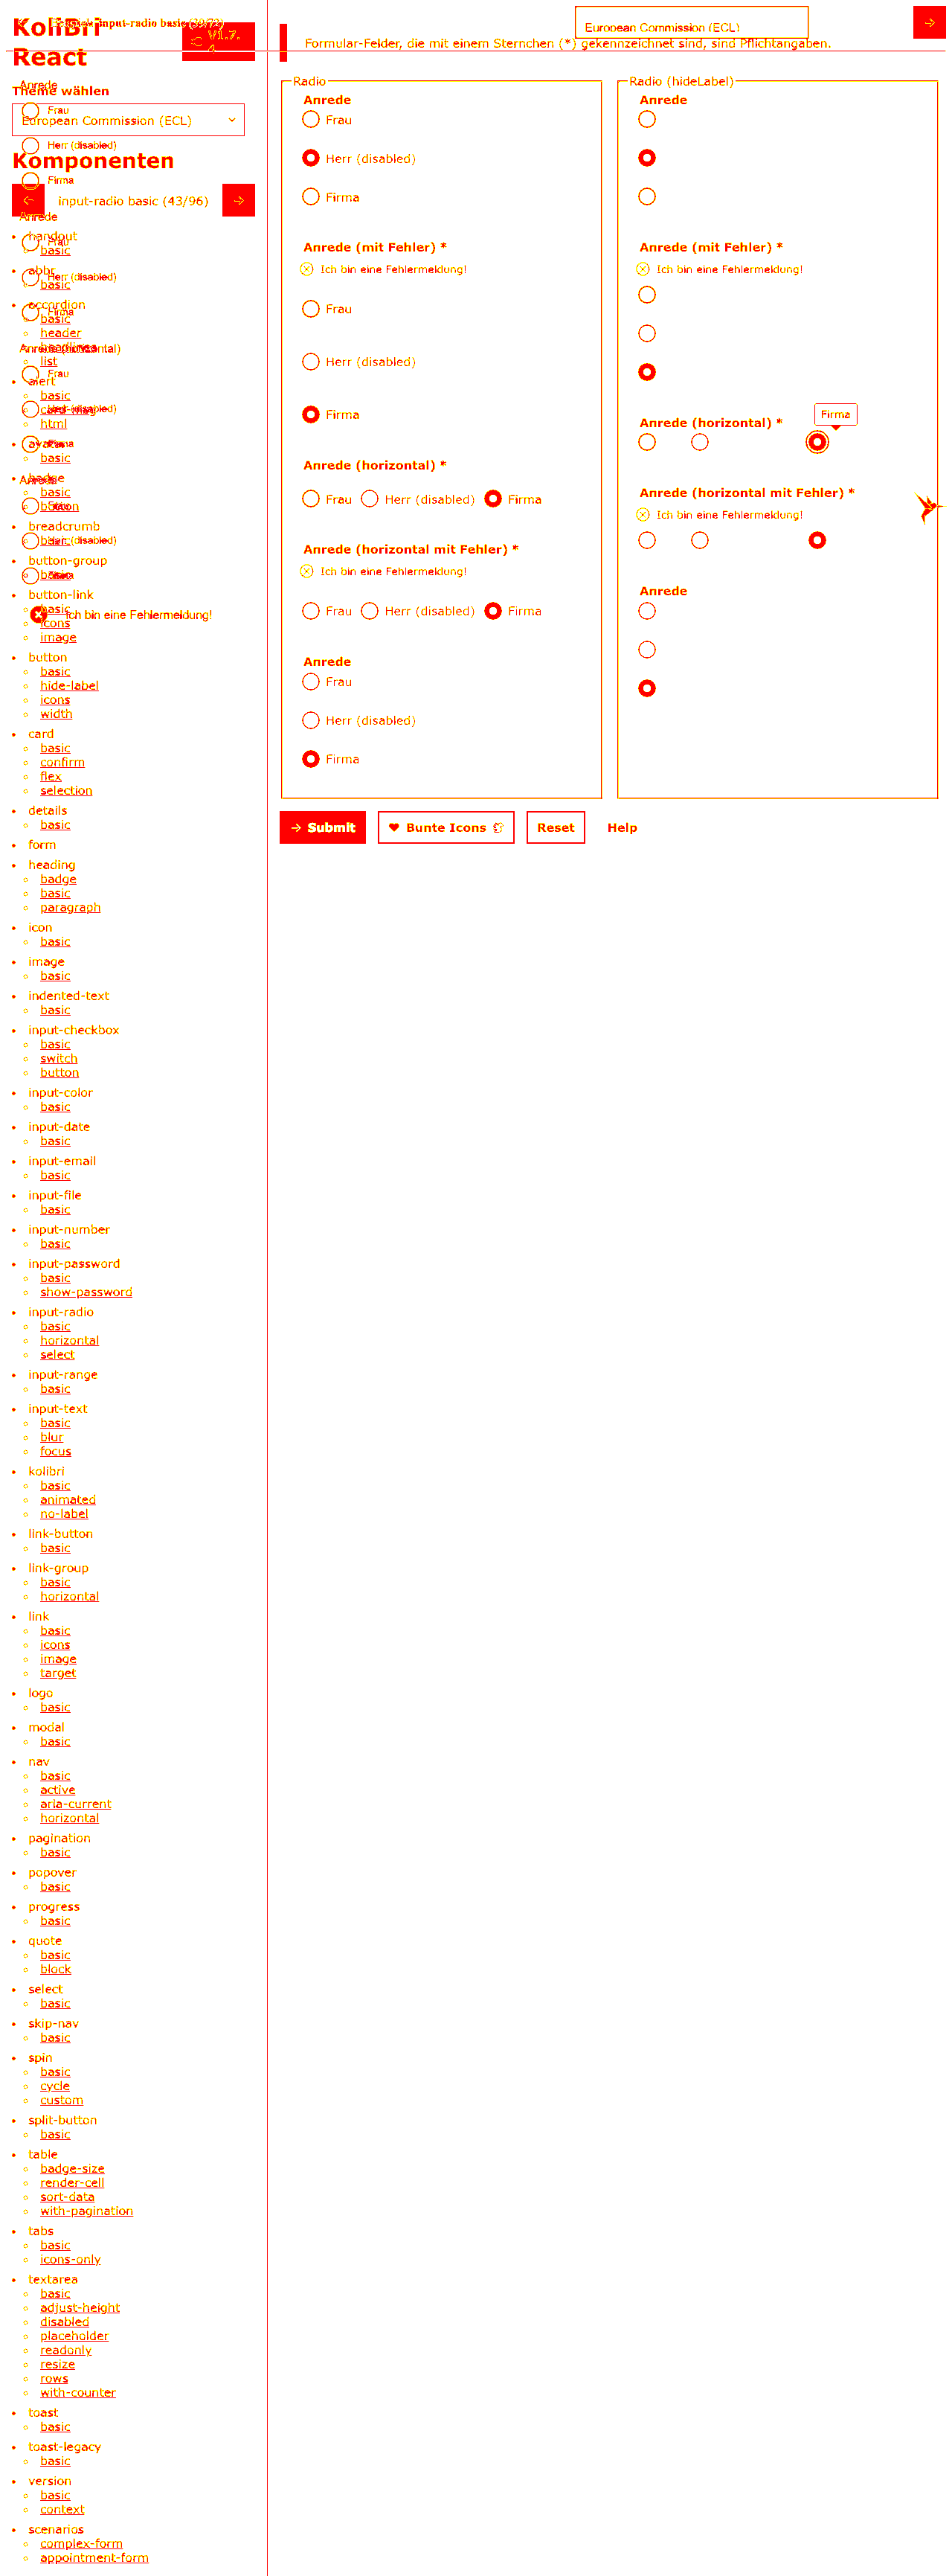 KoliBri
React
input-radio basic
V1.7.
4
European Commission (ECL)
Formular-Felder, die mit einem Sternchen (*) gekennzeichnet sind, sind Pflichtangaben.
Theme wählen
European Commission (ECL)
Komponenten
input-radio basic (43/96)
Anrede
Frau
Herr (disabled)
Firma
Anrede
Frau
Herr (disabled)
Firma
Anrede (horizontal)
Frau
Herr (disabled)
Firma
Anrede
Herr (disabled)
Firma
Ich bin eine Fehlermeldung!
handout
basic
abbr
basic
accordion
basic
header
headlines
list
alert
basic
card-msg
html
avatar
basic
badge
basic
button
breadcrumb
basic
button-group
basic
button-link
basic
icons
image
button
basic
hide-label
icons
width
card
basic
confirm
flex
selection
details
basic
form
heading
badge
basic
paragraph
icon
basic
image
basic
indented-text
basic
input-checkbox
basic
switch
button
input-color
basic
input-date
basic
input-email
basic
input-file
basic
input-number
basic
input-password
basic
show-password
input-radio
basic
horizontal
select
input-range
basic
input-text
basic
blur
focus
kolibri
basic
animated
no-label
link-button
basic
link-group
basic
horizontal
link
basic
icons
image
target
logo
basic
modal
basic
nav
basic
active
aria-current
horizontal
pagination
basic
popover
basic
progress
basic
quote
basic
block
select
basic
skip-nav
basic
spin
basic
cycle
custom
split-button
basic
table
badge-size
render-cell
sort-data
with-pagination
tabs
basic
icons-only
textarea
basic
adjust-height
disabled
placeholder
readonly
resize
rows
with-counter
toast
basic
toast-legacy
basic
version
basic
context
scenarios
complex-form
appointment-form
Radio
Anrede
Frau
Herr (disabled)
Firma
Anrede (mit Fehler) *
Ich bin eine Fehlermeldung!
Frau
Herr (disabled)
Firma
Anrede (horizontal) *
Frau Herr (disabled) Firma
Anrede (horizontal mit Fehler) *
Ich bin eine Fehlermeldung!
Frau Herr (disabled) Firma
Anrede
Frau
Herr (disabled)
Firma
Radio (hideLabel)
Anrede
Anrede (mit Fehler) *
Ich bin eine Fehlermeldung!
Firma
Anrede (horizontal) *
Anrede (horizontal mit Fehler) *
Ich bin eine Fehlermeldung!
Anrede
Submit Bunte Icons Reset Help